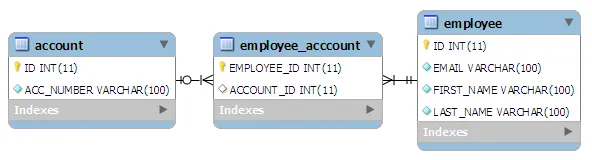 account
ID INT(11)
ACC_NUMBER VARCHAR(100)
Indexes
employee_acccount
EMPLOYEE_ID INT(11)
ACCOUNT_ID INT(11)
Indexes
employee
ID INT(11)
EMAIL VARCHAR(100)
FIRST_NAME VARCHAR(100)
LAST_NAME VARCHAR(100)
Indexes